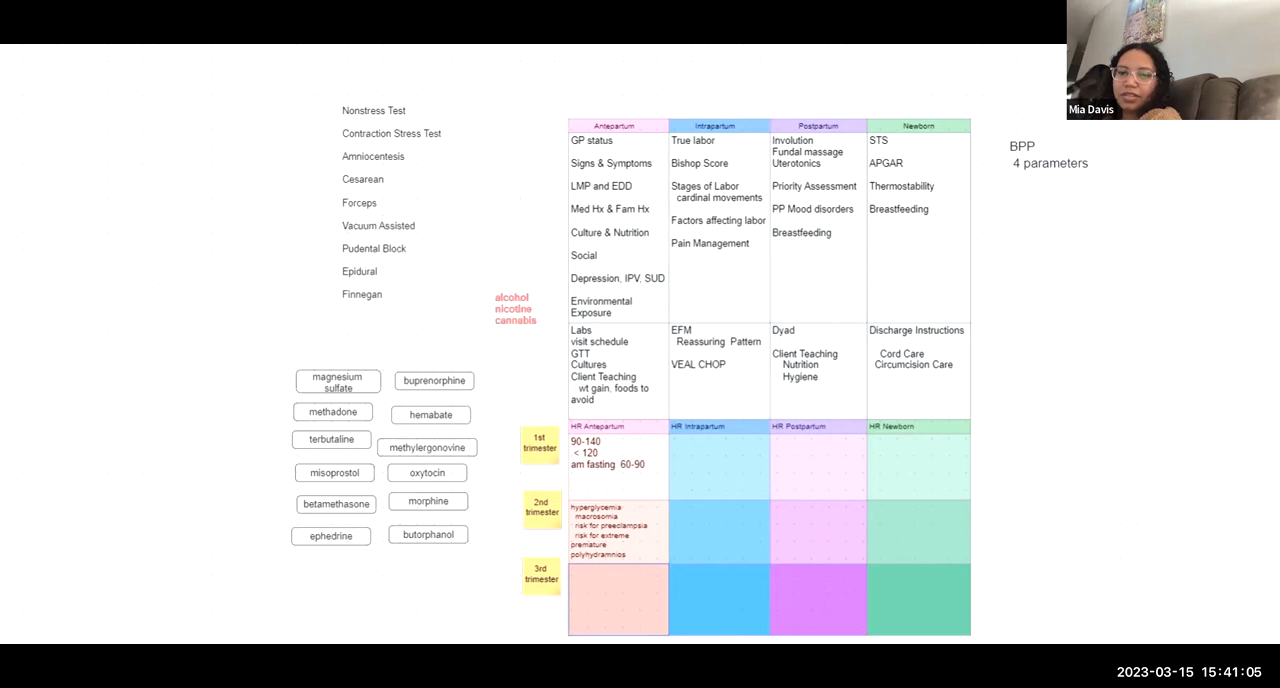 Mia Davis
Nonstress Test
Contraction Stress Test
Amniocentesis
Cesarean
Forceps
Vacuum Assisted
Pudental Block
Epidural
Finnegan
alcohol
nicotine
cannabis
magnesium
sulfate
buprenorphine
methadone
hemabate
terbutaline
methylergonovine
misoprostol
oxytocin
betamethasone
morphine
ephedrine
butorphanol
Antepartum
GP status
Signs & Symptoms
LMP and EDD
Med Hx & Fam Hx
Culture & Nutrition
Social
Depression, IPV, SUD
Environmental
Exposure
Intrapartum
True labor
Bishop Score
Stages of Labor
cardinal movements
Factors affecting labor
Pain Management
Postpartum
Involution
Fundal massage
Uterotonics
Priority Assessment
PP Mood disorders
Breastfeeding
Newborn
STS
APGAR
Thermostability
Breastfeeding
Labs
visit schedule
GTT
Cultures
Client Teaching
wt gain, foods to
avoid
EFM
Reassuring Pattern
VEAL CHOP
Dyad
Client Teaching
Nutrition
Hygiene
Discharge Instructions
Cord Care
Circumcision Care
HR Antepartum
HR Intrapartum
HR Postpartum
HR Newborn
1st
trimester
90-140
< 120
am fasting 60-90
2nd
trimester
hyperglycemia
macrosomia
risk for preeclampsia
risk for extreme
premature
polyhydramnios
3rd
trimester
BPP
4 parameters
2023-03-15 15:41:05